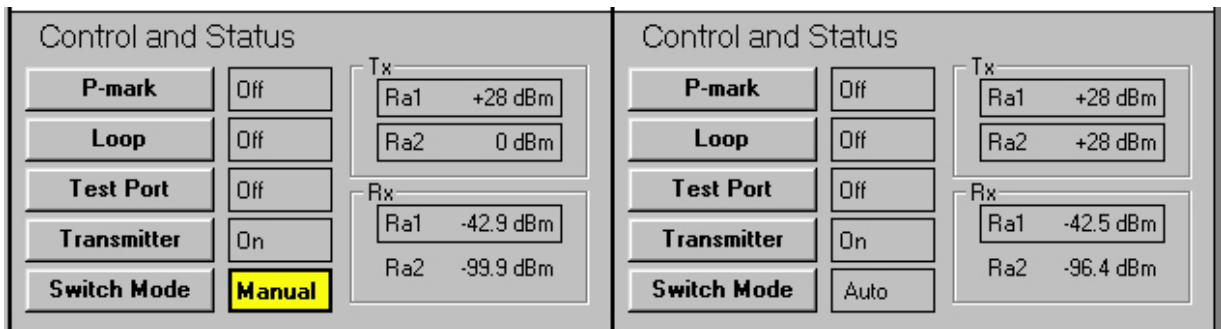 Control and Status
P-mark Off
Loop Off
Test Port Off
Transmitter On
Switch Mode Manual
Tx
Ra1 +28 dBm
Ra2 0 dBm
Rx
Ra1 -42.9 dBm
Ra2 -99.9 dBm
Control and Status
P-mark Off
Loop Off
Test Port Off
Transmitter On
Switch Mode Auto
Tx
Ra1 +28 dBm
Ra2 +28 dBm
Rx
Ra1 -42.5 dBm
Ra2 -96.4 dBm